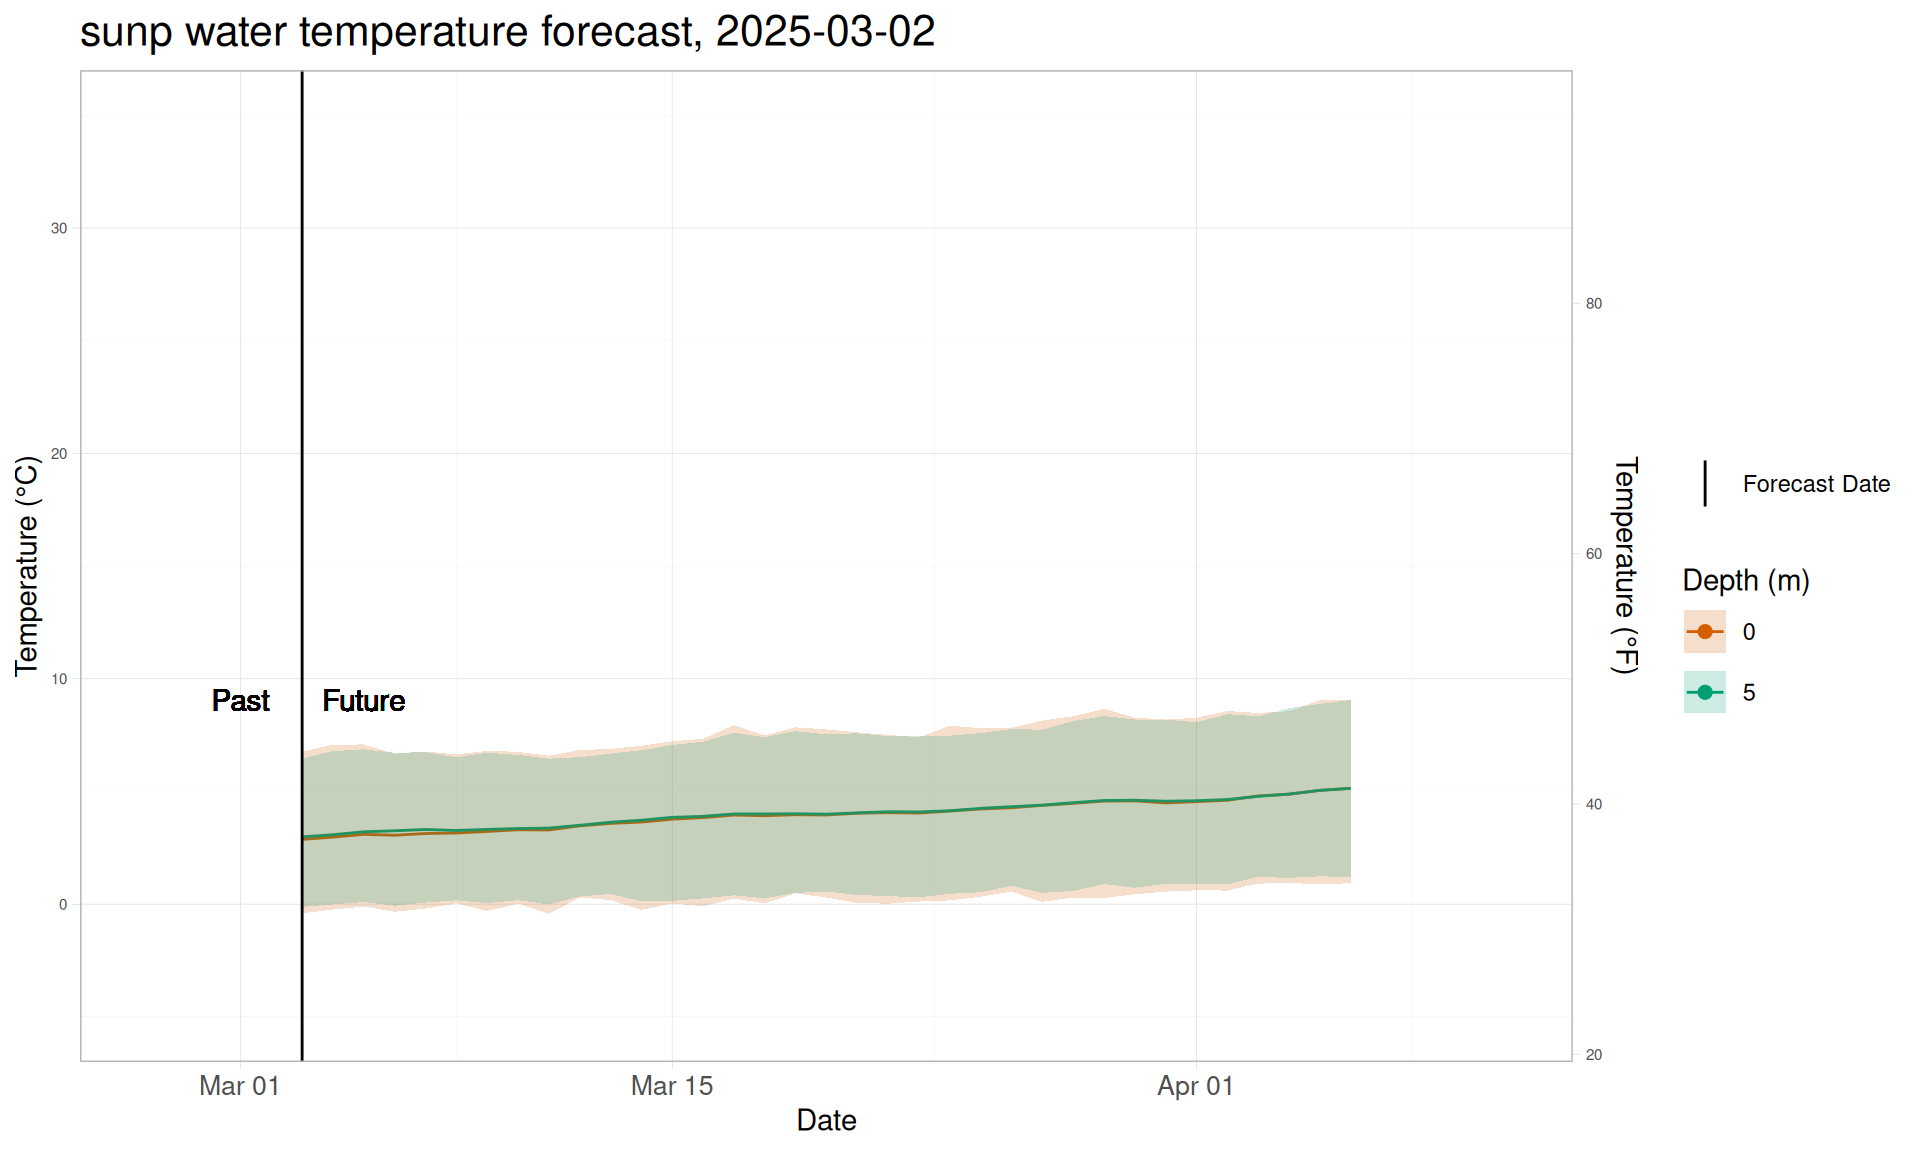 sunp water temperature forecast, 2025-03-02
Temperature (°C)
30
20
10
0
Past
Future
Mar 01
Mar 15
Apr 01
Date
80
60
40
20
Temperature (°F)
Forecast Date
Depth (m)
0
5